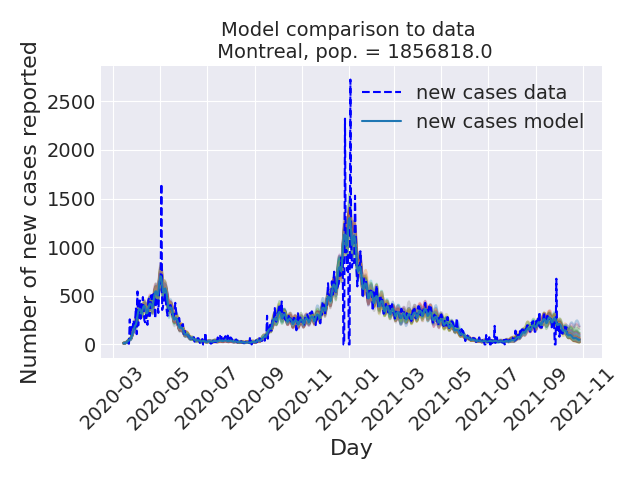 Model comparison to data
Montreal, pop. = 1856818.0
Number of new cases reported
2500
2000
1500
1000
500
0
new cases data
new cases model
2020-03
2020-05
2020-07
2020-09
2020-11
2021-01
2021-03
2021-05
2021-07
2021-09
2021-11
Day